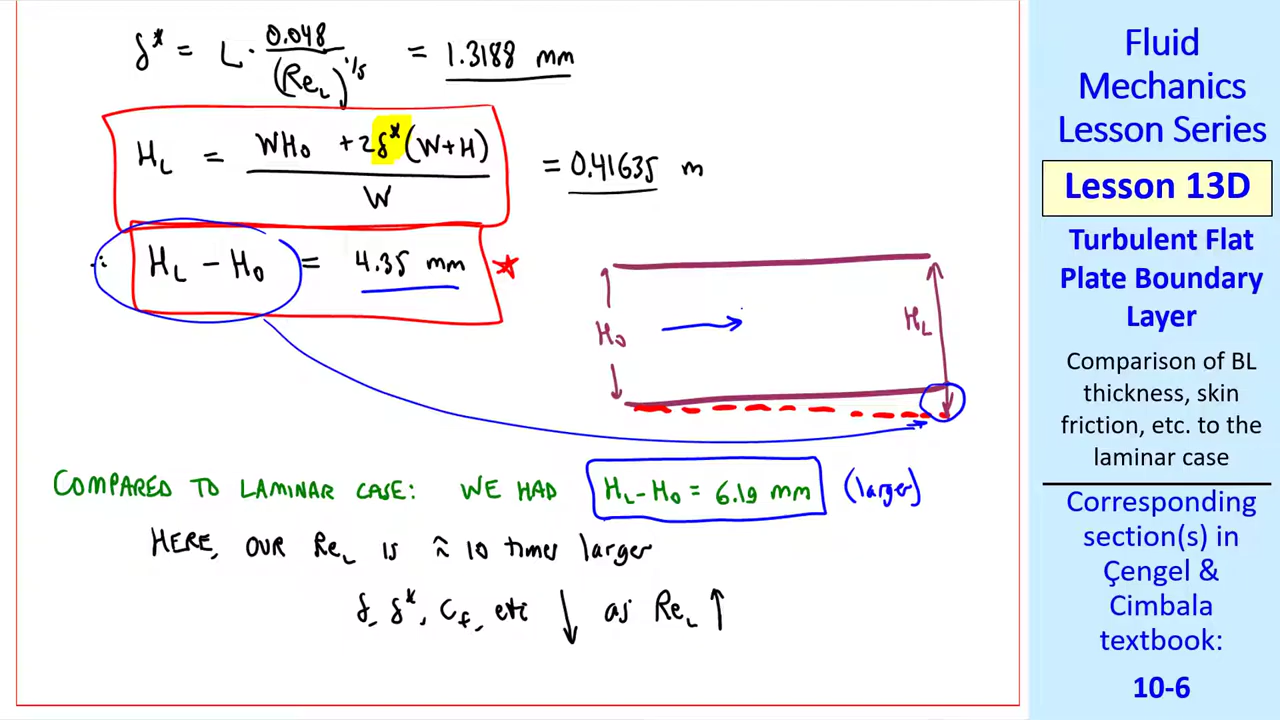 δ* = L · 0.048 / (Re_L)^1/5 = 1.3188 mm
H_L = WH_0 + 2δ*(W+H) / W = 0.41635 m
∴ H_L − H_0 = 4.35 mm ★
H_0
H_L
COMPARED TO LAMINAR CASE: WE HAD H_L − H_0 = 6.19 mm (larger)
HERE, OUR Re_L IS ≈ 10 times larger
δ, δ*, C_f, etc ↓ as Re_L ↑
Fluid
Mechanics
Lesson Series
Lesson 13D
Turbulent Flat
Plate Boundary
Layer
Comparison of BL
thickness, skin
friction, etc. to the
laminar case
Corresponding
section(s) in
Çengel &
Cimbala
textbook:
10-6